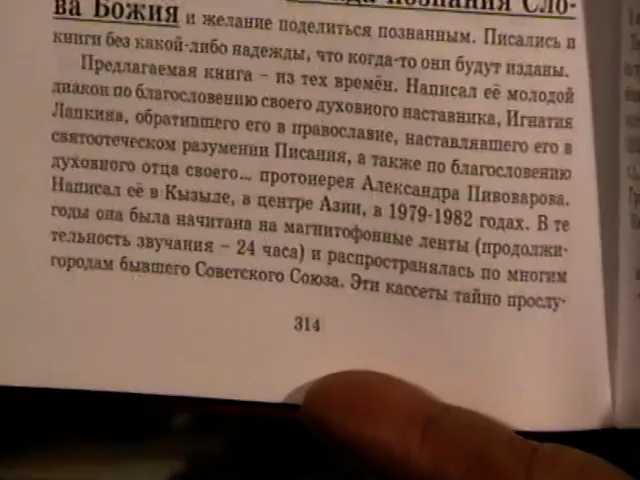 познания Сло-
ва Божия и желание поделиться познанным. Писались и
книги без какой-либо надежды, что когда-то они будут изданы.
Предлагаемая книга – из тех времён. Написал её молодой
диакон по благословению своего духовного наставника, Игнатия
Лапкина, обратившего его в православие, наставлявшего его в
святоотеческом разумении Писания, а также по благословению
духовного отца своего... протоиерея Александра Пивоварова.
Написал её в Кызыле, в центре Азии, в 1979-1982 годах. В те
годы она была начитана на магнитофонные ленты (продолжи-
тельность звучания – 24 часа) и распространялась по многим
городам бывшего Советского Союза. Эти кассеты тайно прослу-
314